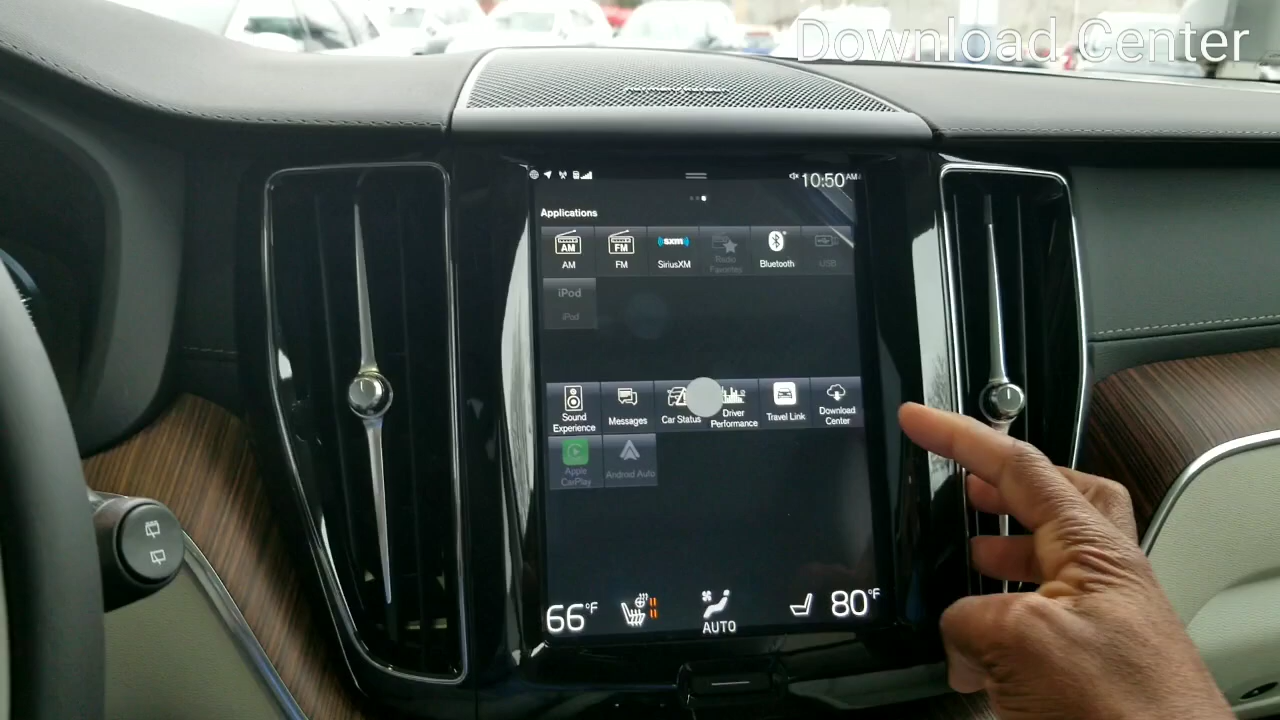 Download Center
10:50 AM
Applications
AM
FM
sxm
AM
FM
SiriusXM
Radio Favorites
Bluetooth
USB
iPod
iPod
Sound Experience
Messages
Car Status
Driver Performance
Travel Link
Download Center
Apple CarPlay
Android Auto
66°F
AUTO
80°F